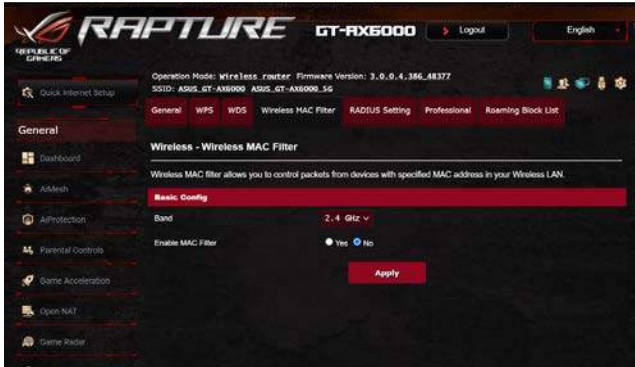 REPUBLIC OF
GAMERS
RAPTURE
GT-AX6000
Logout
English
Quick Internet Setup
General
Dashboard
AiMesh
AiProtection
Parental Controls
Game Acceleration
Open NAT
Game Radar
Operation Mode: Wireless router Firmware Version: 3.0.0.4.386_48377
SSID: ASUS_GT-AX6000 ASUS_GT-AX6000_5G
General WPS WDS Wireless MAC Filter RADIUS Setting Professional Roaming Block List
Wireless - Wireless MAC Filter
Wireless MAC filter allows you to control packets from devices with specified MAC address in your Wireless LAN.
Basic Config
Band 2.4 GHz
Enable MAC Filter Yes No
Apply